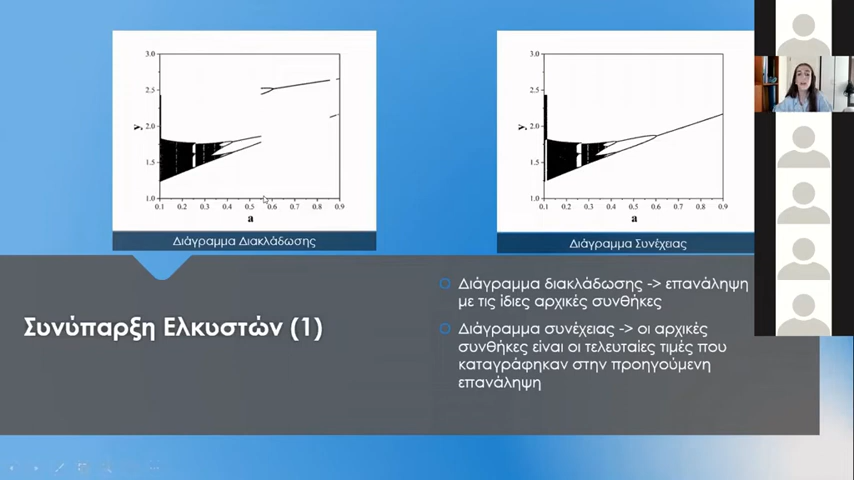 3.0
2.5
y
2.0
1.5
1.0
0.1 0.2 0.3 0.4 0.5 0.6 0.7 0.8 0.9
a
Διάγραμμα Διακλάδωσης
3.0
2.5
y
2.0
1.5
1.0
0.1 0.2 0.3 0.4 0.5 0.6 0.7 0.8 0.9
a
Διάγραμμα Συνέχειας
Συνύπαρξη Ελκυστών (1)
Διάγραμμα διακλάδωσης -> επανάληψη
με τις ίδιες αρχικές συνθήκες
Διάγραμμα συνέχειας -> οι αρχικές
συνθήκες είναι οι τελευταίες τιμές που
καταγράφηκαν στην προηγούμενη
επανάληψη